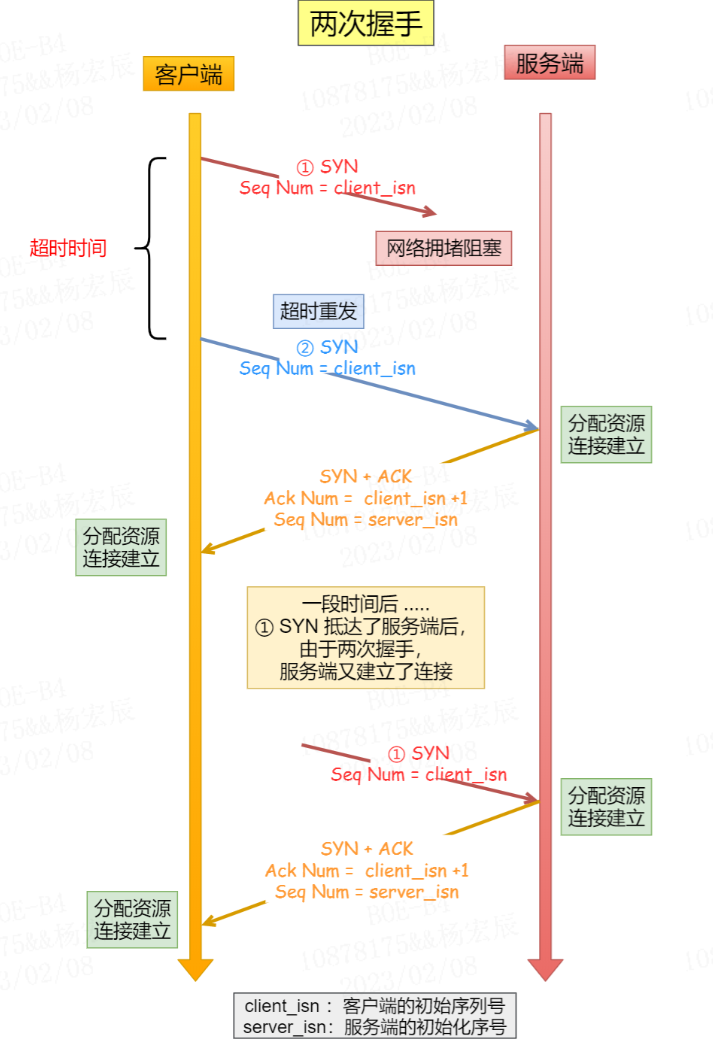 两次握手
客户端
服务端
① SYN
Seq Num = client_isn
超时时间
网络拥堵阻塞
超时重发
② SYN
Seq Num = client_isn
分配资源
连接建立
SYN + ACK
Ack Num = client_isn +1
Seq Num = server_isn
分配资源
连接建立
一段时间后 .....
① SYN 抵达了服务端后，
由于两次握手，
服务端又建立了连接
① SYN
Seq Num = client_isn
分配资源
连接建立
SYN + ACK
Ack Num = client_isn +1
Seq Num = server_isn
分配资源
连接建立
client_isn ：客户端的初始序列号
server_isn：服务端的初始化序号
BOE-B4
10878175&&杨宏辰
2023/02/08